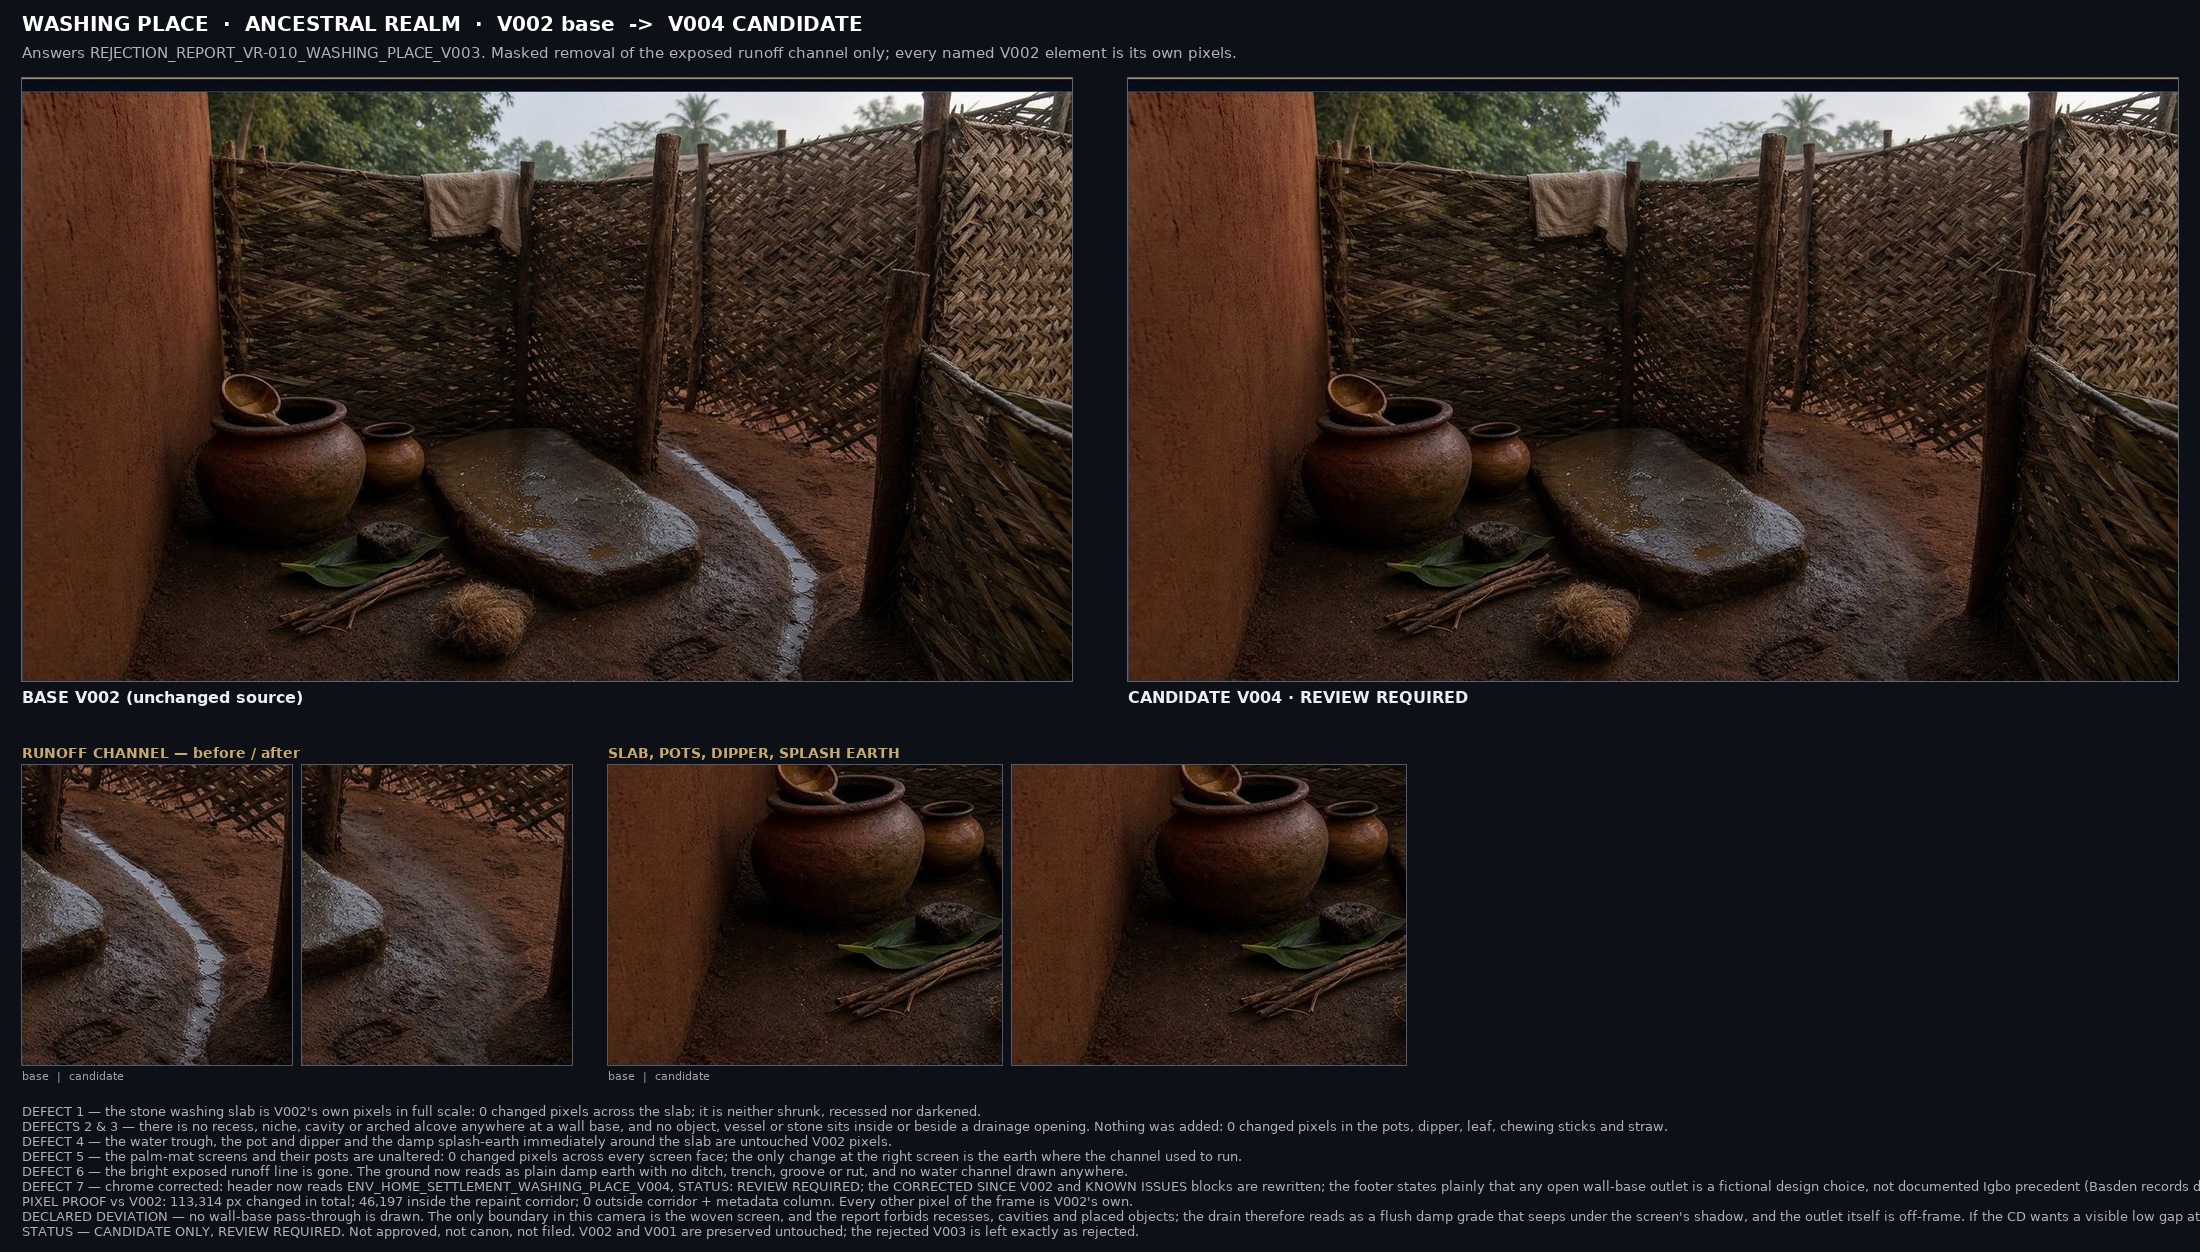 WASHING PLACE · ANCESTRAL REALM · V002 base -> V004 CANDIDATE
Answers REJECTION_REPORT_VR-010_WASHING_PLACE_V003. Masked removal of the exposed runoff channel only; every named V002 element is its own pixels.
BASE V002 (unchanged source)
CANDIDATE V004 · REVIEW REQUIRED
RUNOFF CHANNEL — before / after
SLAB, POTS, DIPPER, SPLASH EARTH
base | candidate
base | candidate
DEFECT 1 — the stone washing slab is V002's own pixels in full scale: 0 changed pixels across the slab; it is neither shrunk, recessed nor darkened.
DEFECTS 2 & 3 — there is no recess, niche, cavity or arched alcove anywhere at a wall base, and no object, vessel or stone sits inside or beside a drainage opening. Nothing was added: 0 changed pixels in the pots, dipper, leaf, chewing sticks and straw.
DEFECT 4 — the water trough, the pot and dipper and the damp splash-earth immediately around the slab are untouched V002 pixels.
DEFECT 5 — the palm-mat screens and their posts are unaltered: 0 changed pixels across every screen face; the only change at the right screen is the earth where the channel used to run.
DEFECT 6 — the bright exposed runoff line is gone. The ground now reads as plain damp earth with no ditch, trench, groove or rut, and no water channel drawn anywhere.
DEFECT 7 — chrome corrected: header now reads ENV_HOME_SETTLEMENT_WASHING_PLACE_V004, STATUS: REVIEW REQUIRED; the CORRECTED SINCE V002 and KNOWN ISSUES blocks are rewritten; the footer states plainly that any open wall-base outlet is a fictional design choice, not documented Igbo precedent (Basden records d
PIXEL PROOF vs V002: 113,314 px changed in total; 46,197 inside the repaint corridor; 0 outside corridor + metadata column. Every other pixel of the frame is V002's own.
DECLARED DEVIATION — no wall-base pass-through is drawn. The only boundary in this camera is the woven screen, and the report forbids recesses, cavities and placed objects; the drain therefore reads as a flush damp grade that seeps under the screen's shadow, and the outlet itself is off-frame. If the CD wants a visible low gap at
STATUS — CANDIDATE ONLY, REVIEW REQUIRED. Not approved, not canon, not filed. V002 and V001 are preserved untouched; the rejected V003 is left exactly as rejected.